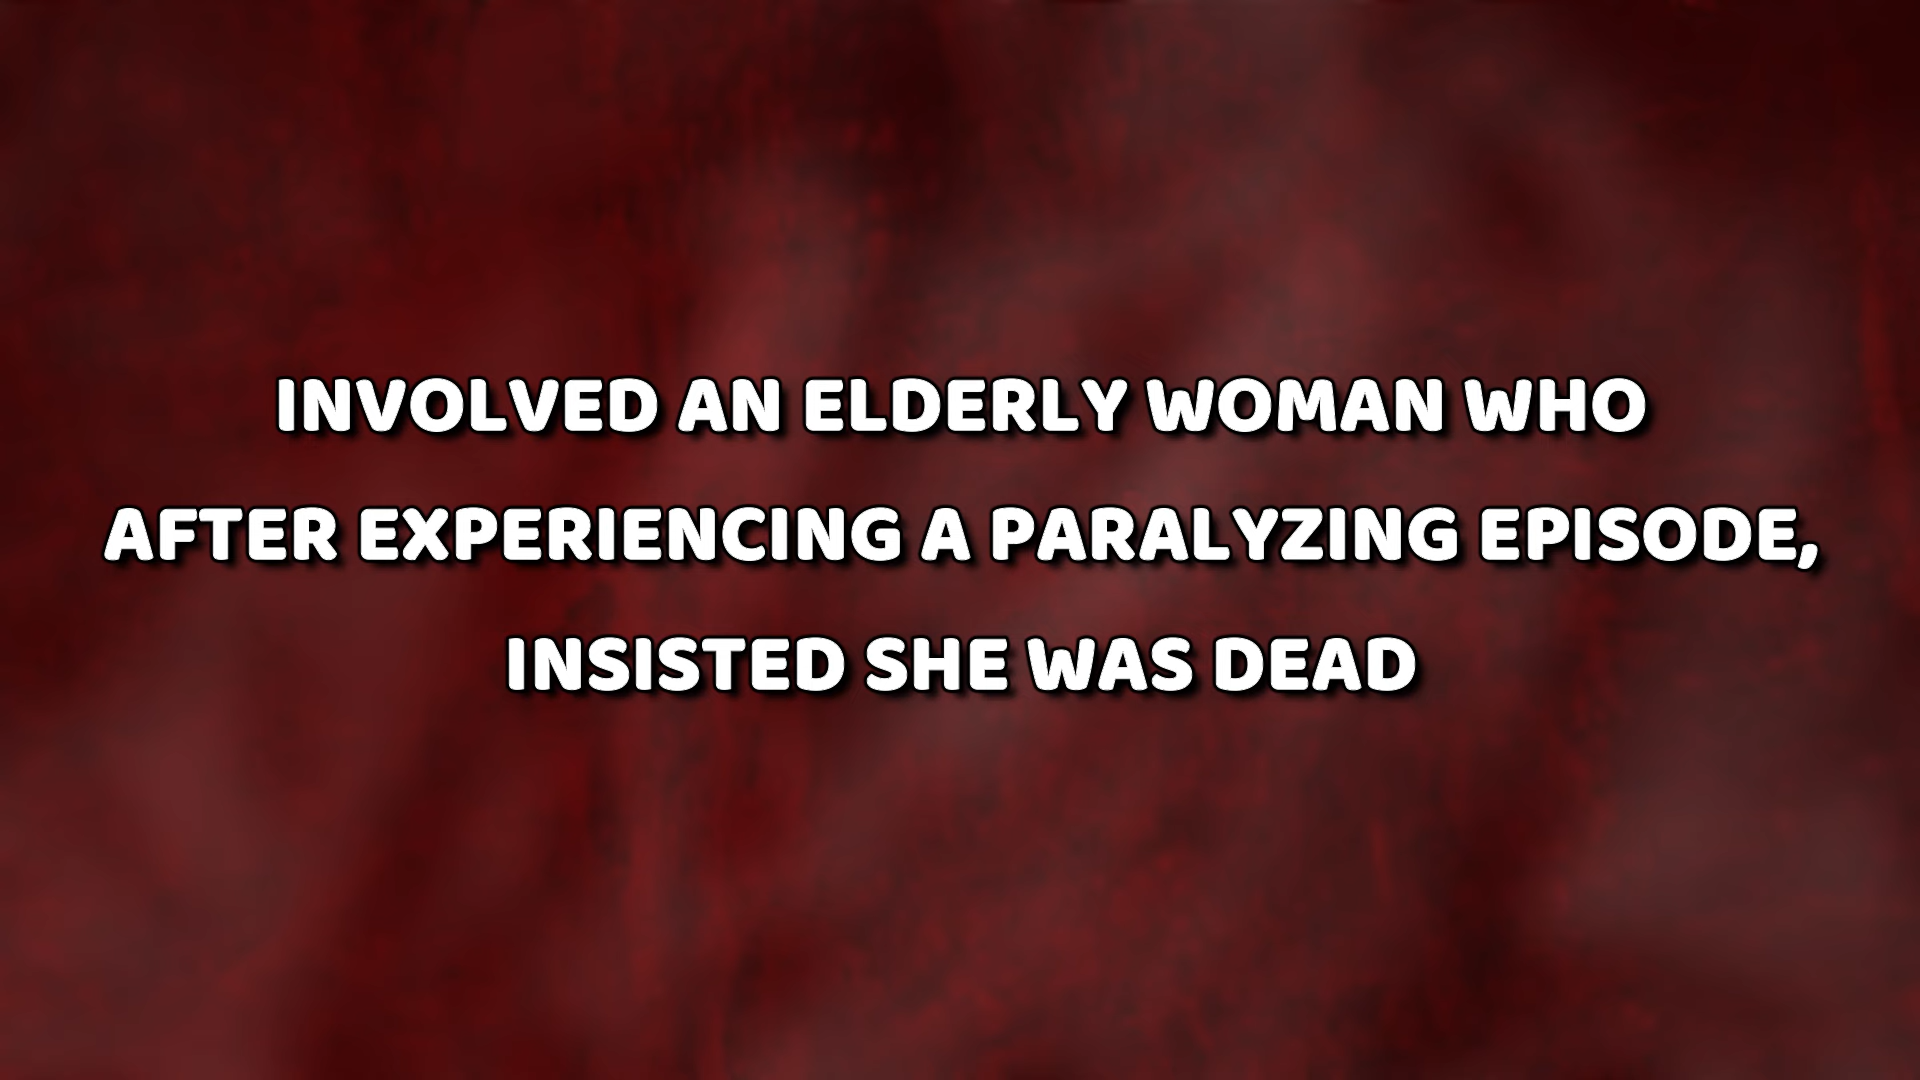 INVOLVED AN ELDERLY WOMAN WHO
AFTER EXPERIENCING A PARALYZING EPISODE,
INSISTED SHE WAS DEAD